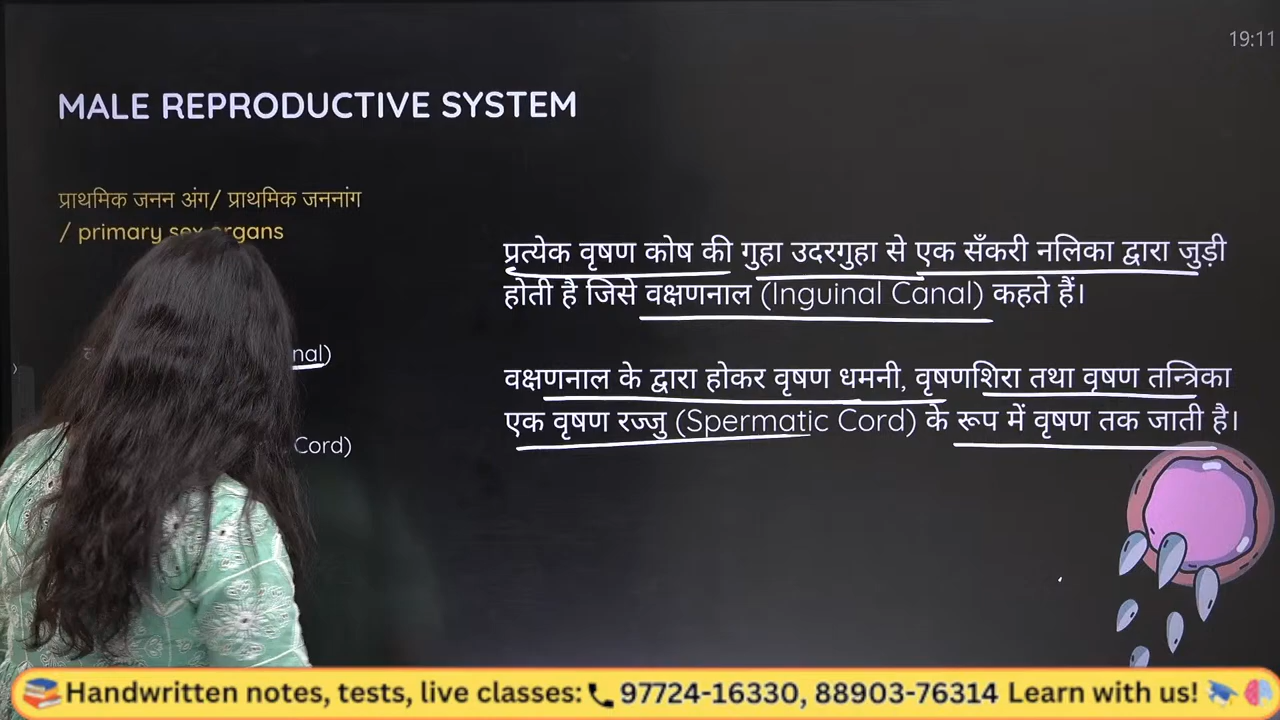 19:11
MALE REPRODUCTIVE SYSTEM
प्राथमिक जनन अंग/ प्राथमिक जननांग
/ primary sex organs
प्रत्येक वृषण कोष की गुहा उदरगुहा से एक सँकरी नलिका द्वारा जुड़ी
होती है जिसे वक्षणनाल (Inguinal Canal) कहते हैं।
nal)
वक्षणनाल के द्वारा होकर वृषण धमनी, वृषणशिरा तथा वृषण तन्त्रिका
एक वृषण रज्जु (Spermatic Cord) के रूप में वृषण तक जाती है।
Cord)
Handwritten notes, tests, live classes: 97724-16330, 88903-76314 Learn with us!